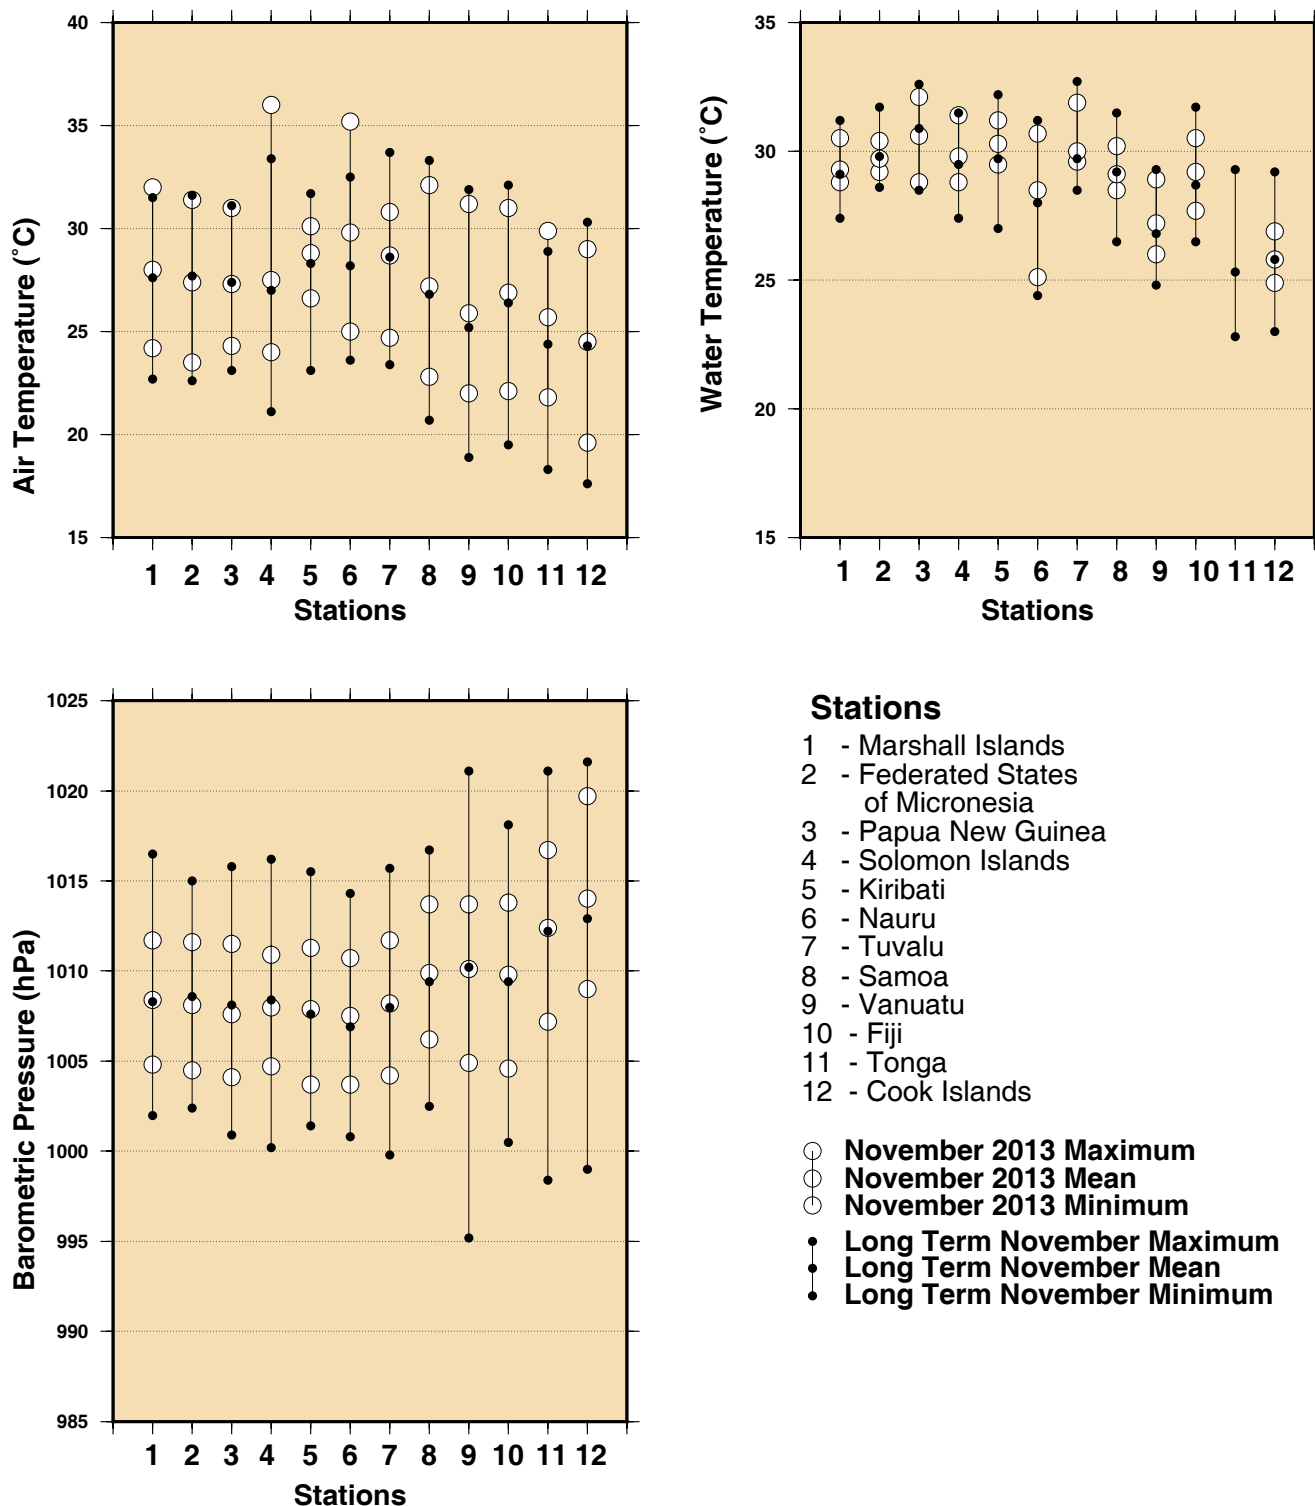 40
35
30
25
20
15
Air Temperature (˚C)
1 2 3 4 5 6 7 8 9 10 11 12
Stations
35
30
25
20
15
Water Temperature (˚C)
1 2 3 4 5 6 7 8 9 10 11 12
Stations
1025
1020
1015
1010
1005
1000
995
990
985
Barometric Pressure (hPa)
1 2 3 4 5 6 7 8 9 10 11 12
Stations
Stations
1 - Marshall Islands
2 - Federated States
of Micronesia
3 - Papua New Guinea
4 - Solomon Islands
5 - Kiribati
6 - Nauru
7 - Tuvalu
8 - Samoa
9 - Vanuatu
10 - Fiji
11 - Tonga
12 - Cook Islands
November 2013 Maximum
November 2013 Mean
November 2013 Minimum
Long Term November Maximum
Long Term November Mean
Long Term November Minimum